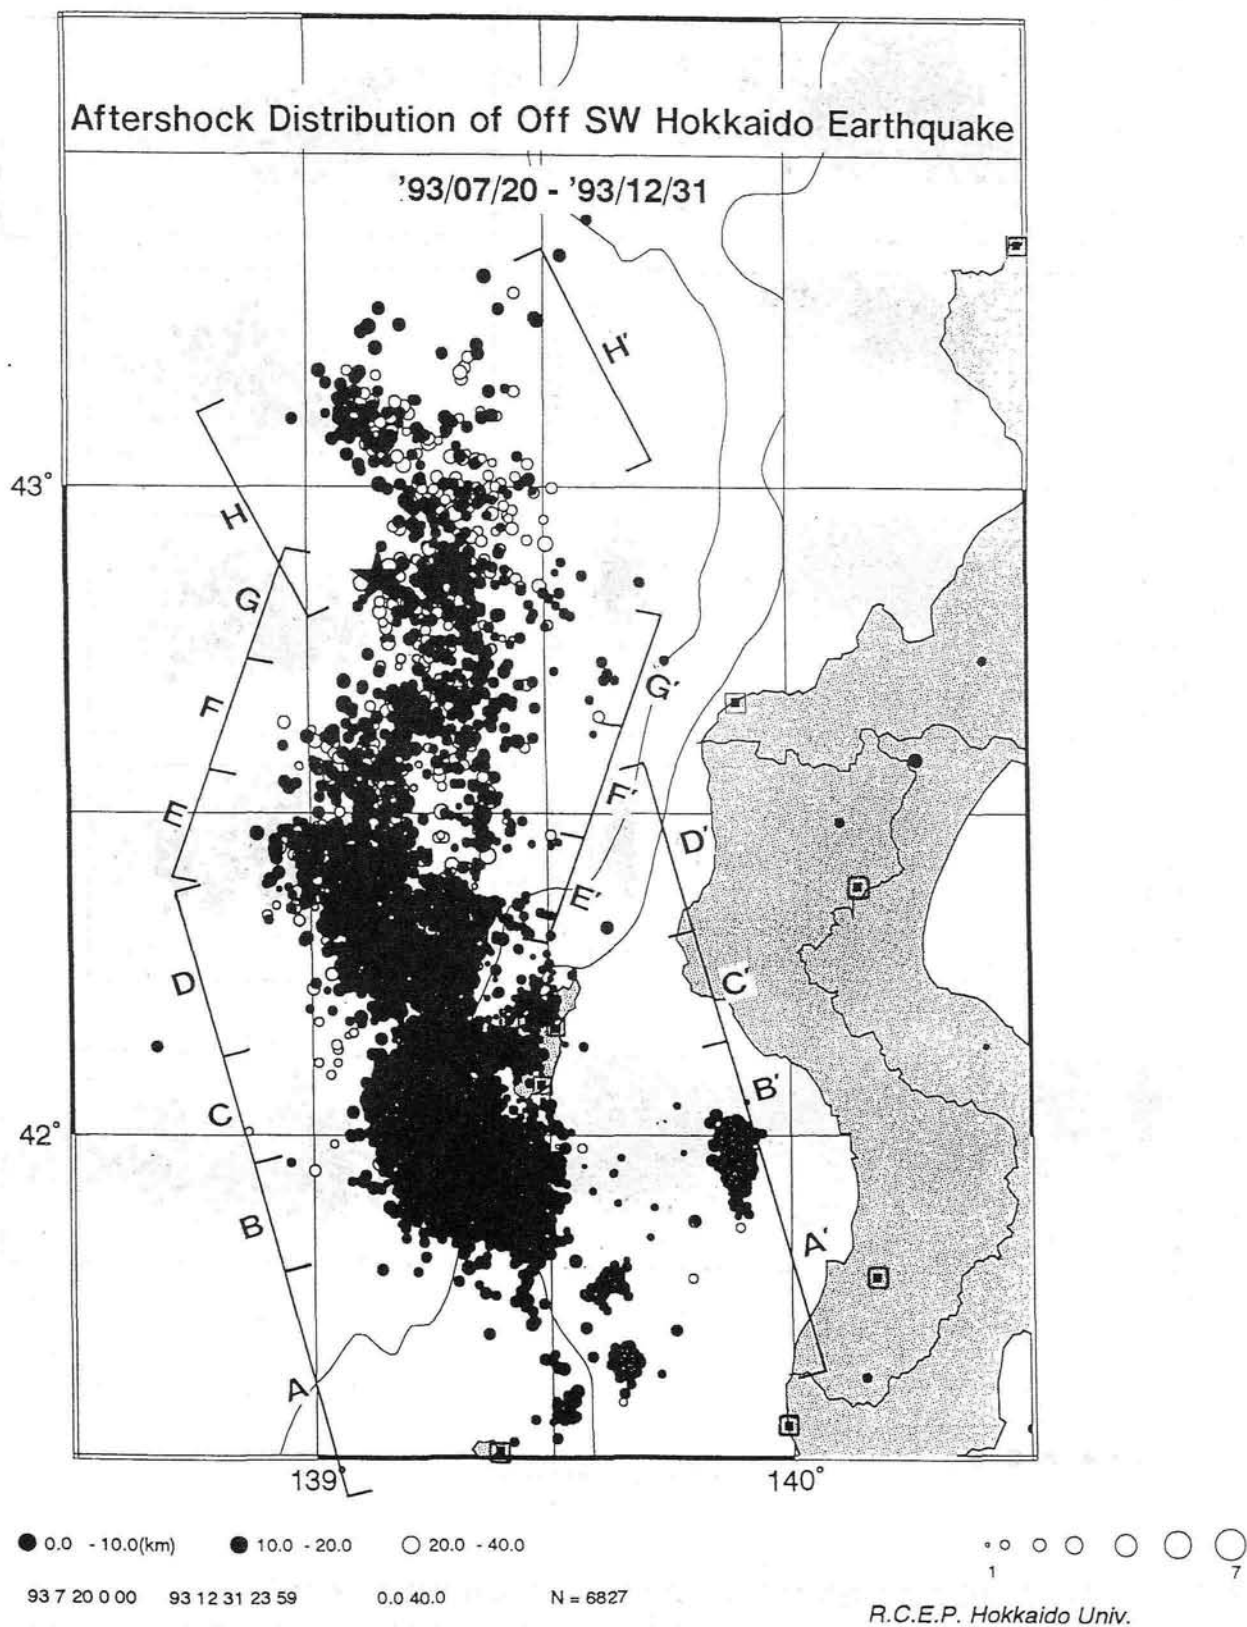 Aftershock Distribution of Off SW Hokkaido Earthquake
'93/07/20 - '93/12/31
H'
43°
H
G
G'
F
F'
E
D'
E'
D
C'
B'
C
42°
B
A'
A
139° 140°
0.0 - 10.0(km) 10.0 - 20.0 20.0 - 40.0
1 7
93 7 20 0 00 93 12 31 23 59 0.0 40.0 N = 6827
R.C.E.P. Hokkaido Univ.